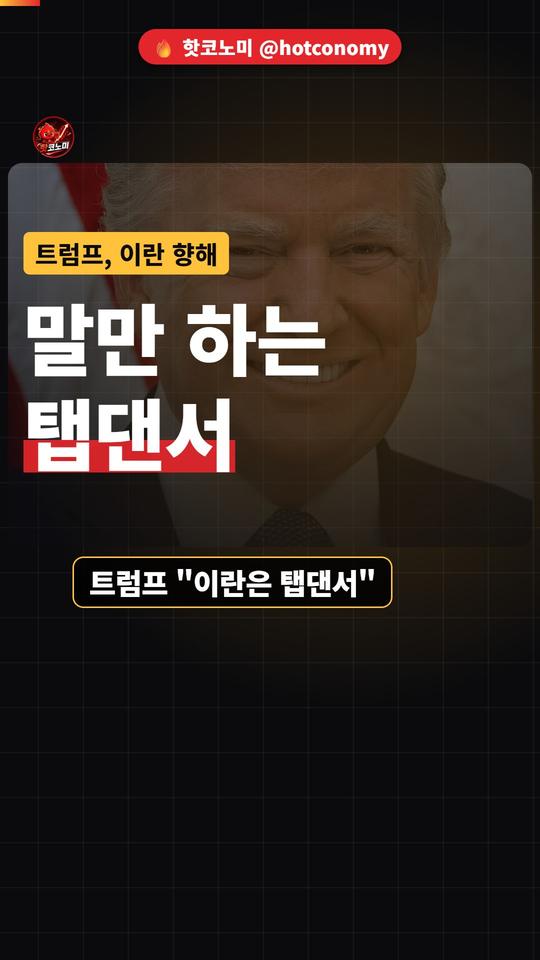 핫코노미 @hotconomy
핫코노미
트럼프, 이란 향해
말만 하는
탭댄서
트럼프 "이란은 탭댄서"